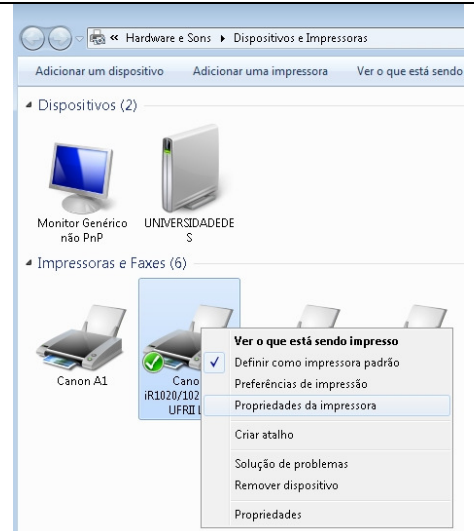 « Hardware e Sons ▸ Dispositivos e Impressoras
Adicionar um dispositivo Adicionar uma impressora Ver o que está sendo
Dispositivos (2)
Monitor Genérico
não PnP
UNIVERSIDADEDE
S
Impressoras e Faxes (6)
Canon A1
Cano
iR1020/102
UFRII L
Ver o que está sendo impresso
Definir como impressora padrão
Preferências de impressão
Propriedades da impressora
Criar atalho
Solução de problemas
Remover dispositivo
Propriedades